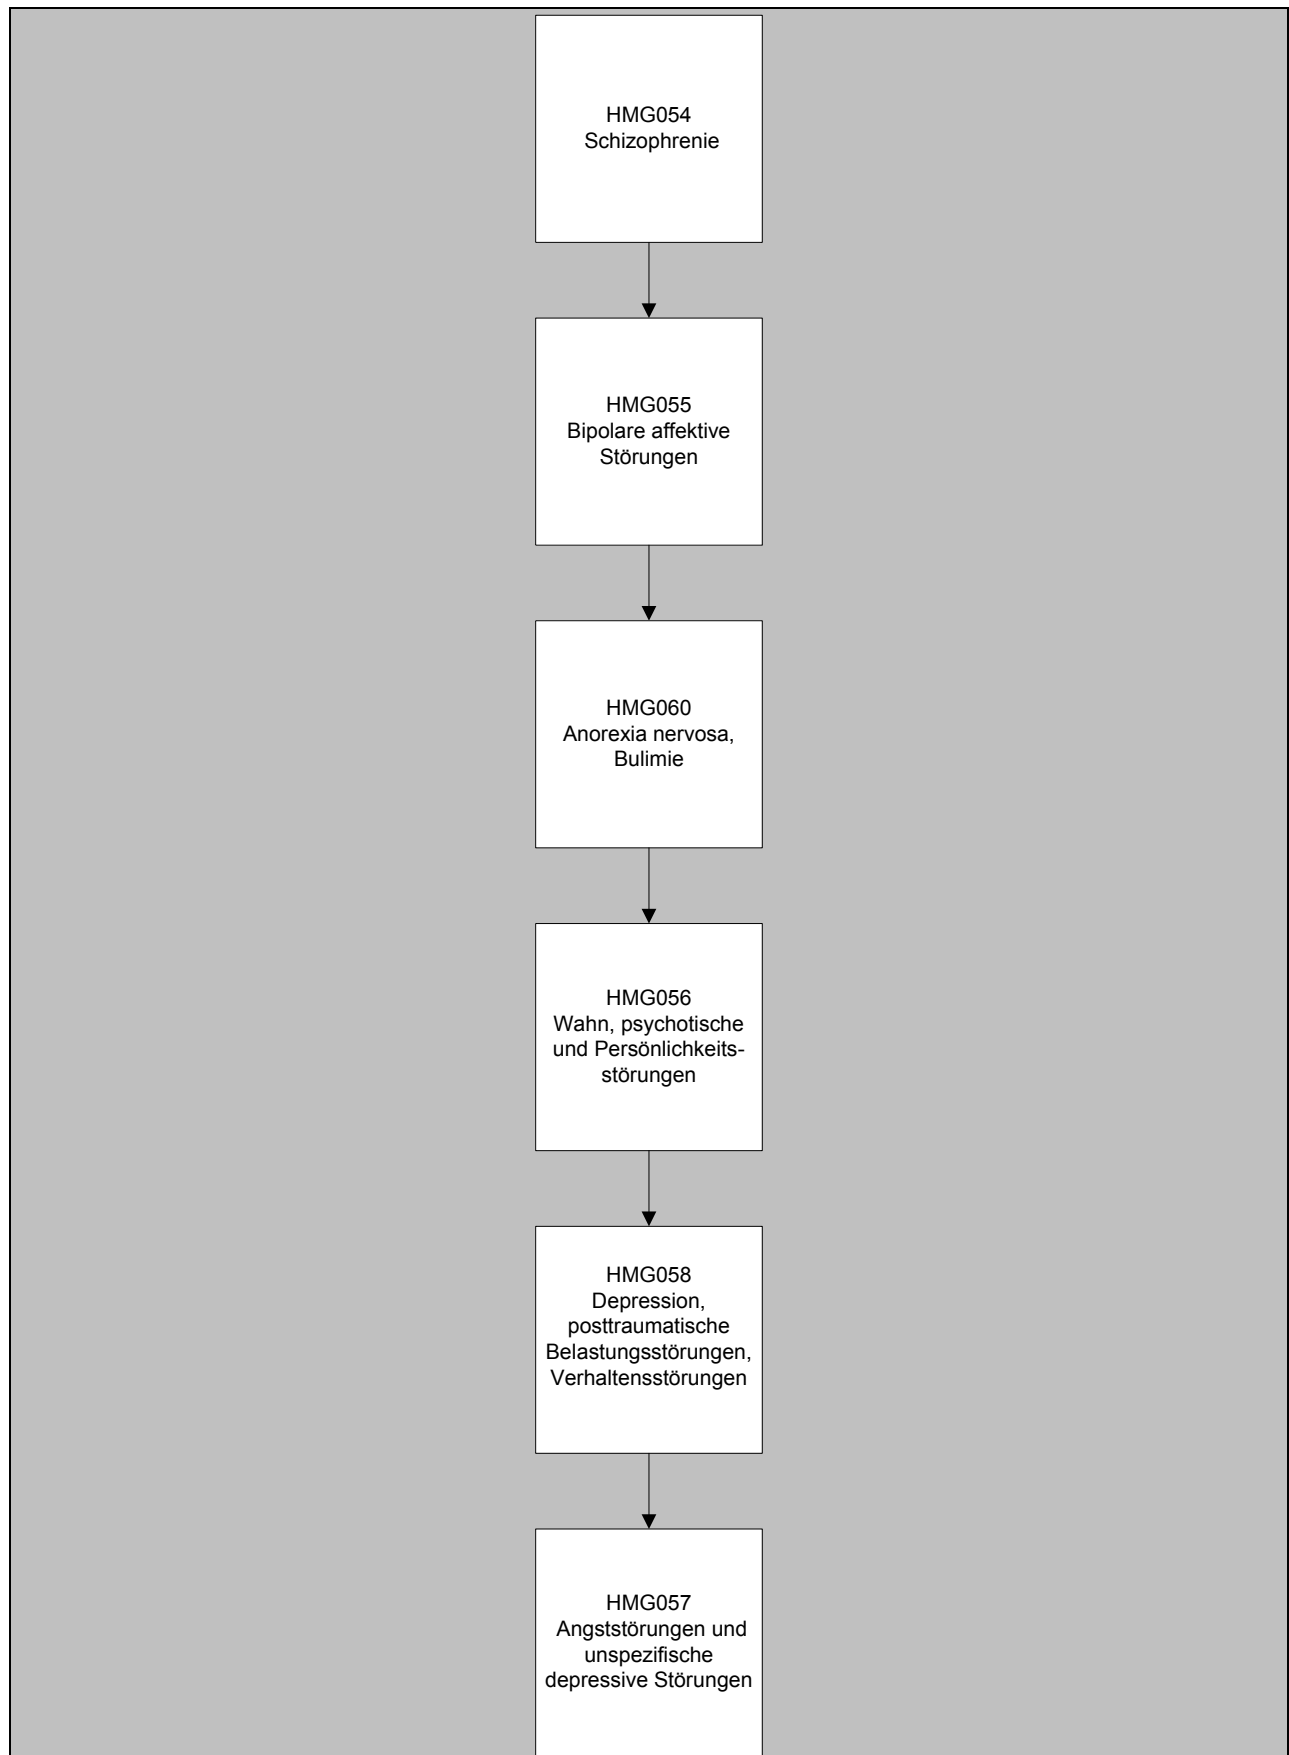 HMG054
Schizophrenie
HMG055
Bipolare affektive
Störungen
HMG060
Anorexia nervosa,
Bulimie
HMG056
Wahn, psychotische
und Persönlichkeits-
störungen
HMG058
Depression,
posttraumatische
Belastungsstörungen,
Verhaltensstörungen
HMG057
Angststörungen und
unspezifische
depressive Störungen